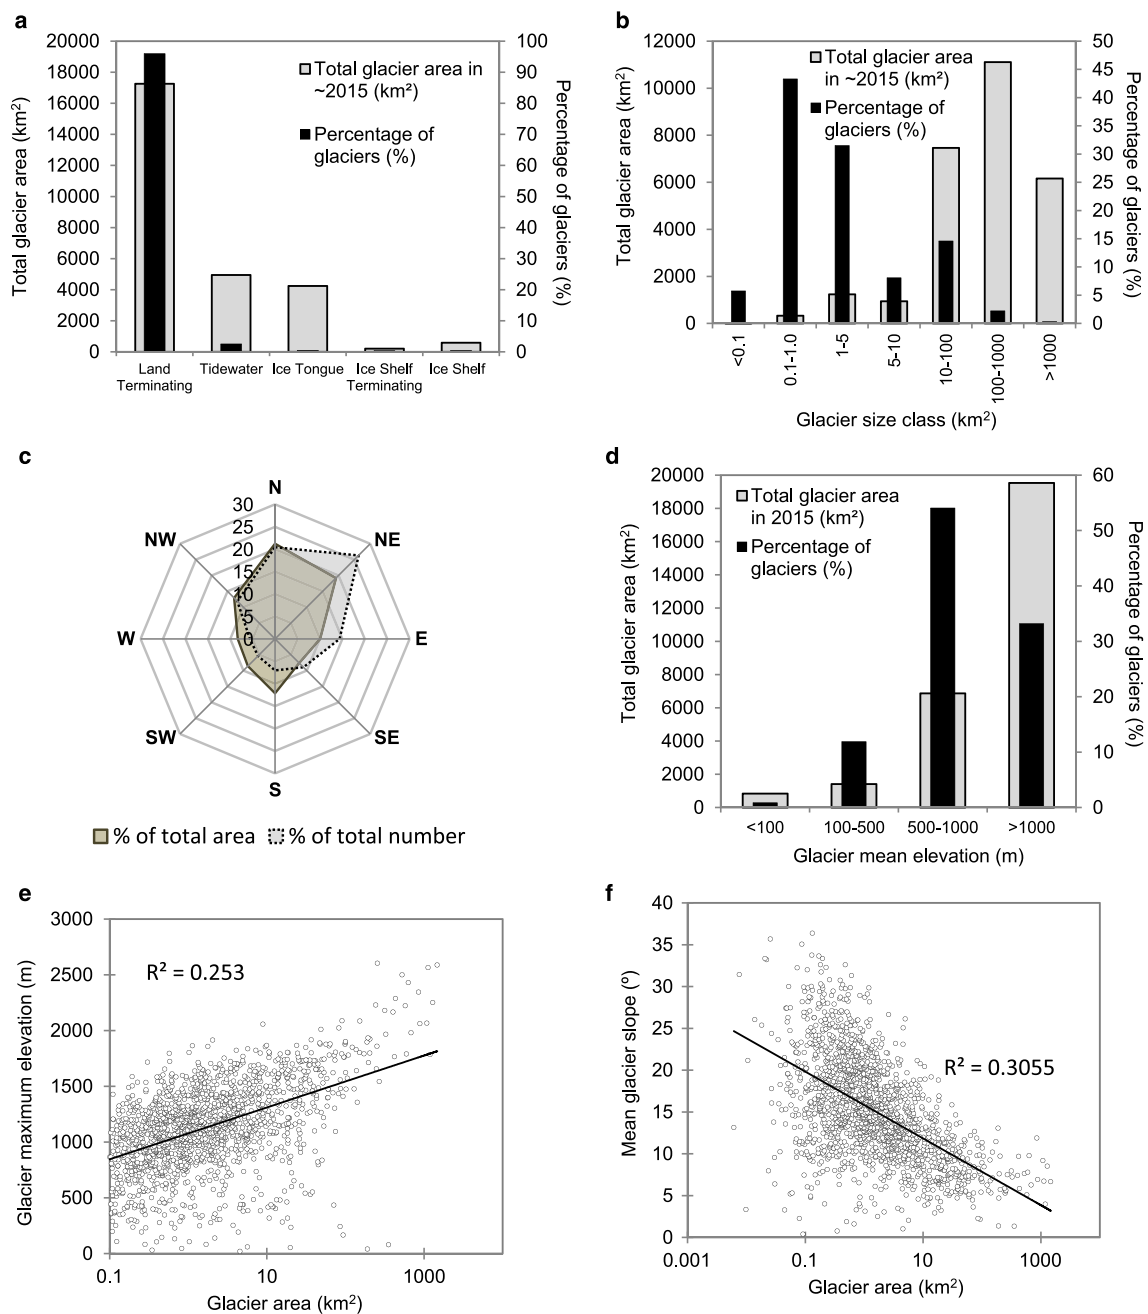 a
20000
18000
16000
14000
12000
10000
8000
6000
4000
2000
0
Total glacier area (km²)
100
90
80
70
60
50
40
30
20
10
0
Percentage of glaciers (%)
Total glacier area in
~2015 (km²)
Percentage of
glaciers (%)
Land
Terminating
Tidewater
Ice Tongue
Ice Shelf
Terminating
Ice Shelf
b
12000
10000
8000
6000
4000
2000
0
Total glacier area (km²)
50
45
40
35
30
25
20
15
10
5
0
Percentage of glaciers (%)
Total glacier area
in ~2015 (km²)
Percentage of
glaciers (%)
<0.1
0.1-1.0
1-5
5-10
10-100
100-1000
>1000
Glacier size class (km²)
c
N
NE
E
SE
S
SW
W
NW
30
25
20
15
10
5
0
% of total area
% of total number
d
20000
18000
16000
14000
12000
10000
8000
6000
4000
2000
0
Total glacier area (km²)
60
50
40
30
20
10
0
Percentage of glaciers
(%)
Total glacier area
in 2015 (km²)
Percentage of
glaciers (%)
<100
100-500
500-1000
>1000
Glacier mean elevation (m)
e
3000
2500
2000
1500
1000
500
0
Glacier maximum elevation (m)
R² = 0.253
0.1
10
1000
Glacier area (km²)
f
40
35
30
25
20
15
10
5
0
Mean glacier slope (º)
R² = 0.3055
0.001
0.1
10
1000
Glacier area (km²)